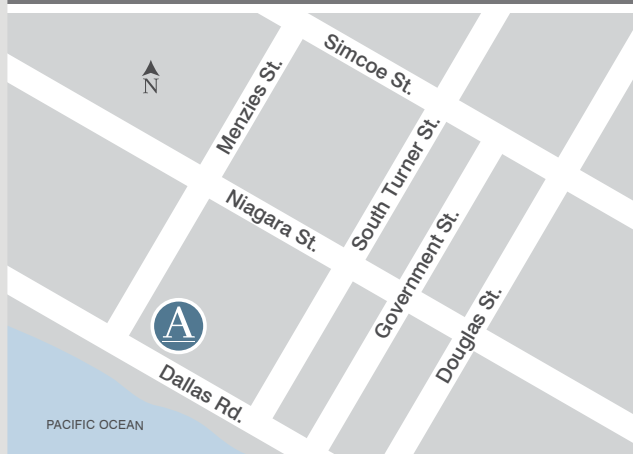 Simcoe St.
N
Menzies St.
South Turner St.
Niagara St.
Government St.
Douglas St.
A
Dallas Rd.
PACIFIC OCEAN